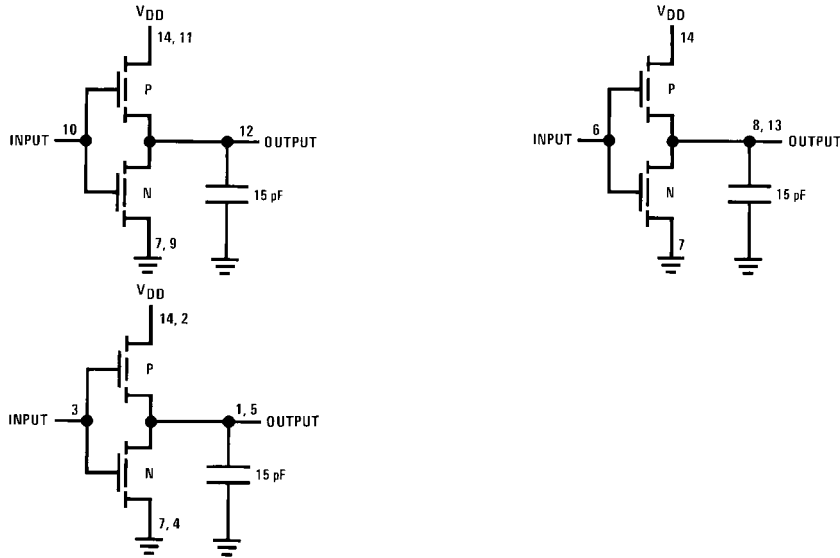 VDD
14, 11
P
INPUT
10
12
OUTPUT
N
15 pF
7, 9
VDD
14
P
INPUT
6
8, 13
OUTPUT
N
15 pF
7
VDD
14, 2
P
INPUT
3
1, 5
OUTPUT
N
15 pF
7, 4